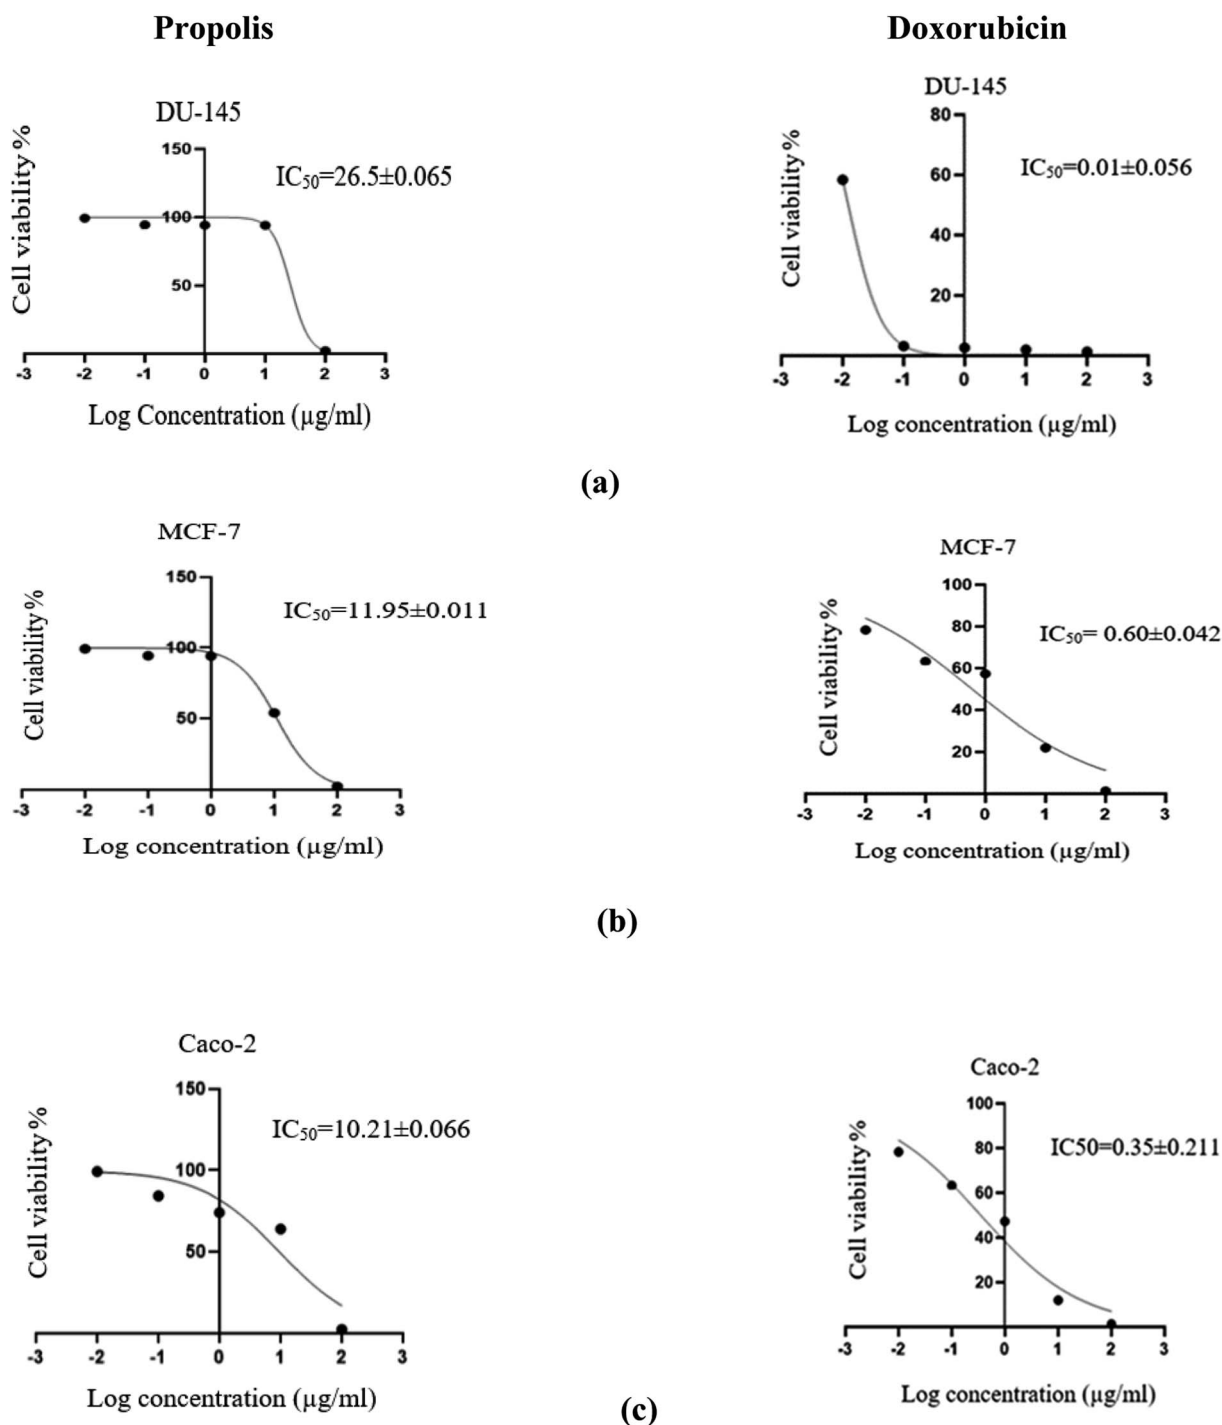 Propolis
Doxorubicin
DU-145
Cell viability%
150
100
50
IC₅₀=26.5±0.065
-3 -2 -1 0 1 2 3
Log Concentration (µg/ml)
DU-145
Cell viability%
80
60
40
20
IC₅₀=0.01±0.056
-3 -2 -1 0 1 2 3
Log concentration (µg/ml)
(a)
MCF-7
Cell viability%
150
100
50
IC₅₀=11.95±0.011
-3 -2 -1 0 1 2 3
Log concentration (µg/ml)
MCF-7
Cell viability%
100
80
60
40
20
IC₅₀= 0.60±0.042
-3 -2 -1 0 1 2 3
Log concentration (µg/ml)
(b)
Caco-2
Cell viability%
150
100
50
IC₅₀=10.21±0.066
-3 -2 -1 0 1 2 3
Log concentration (µg/ml)
Caco-2
Cell viability%
100
80
60
40
20
IC50=0.35±0.211
-3 -2 -1 0 1 2 3
Log concentration (µg/ml)
(c)